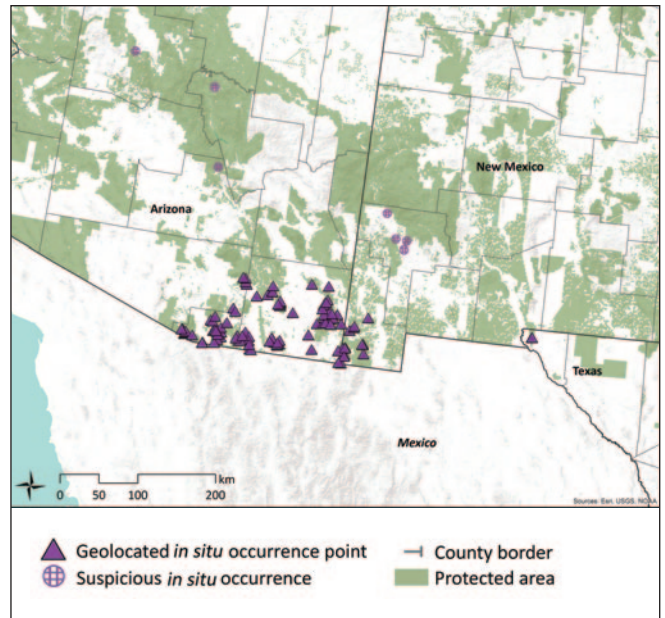 New Mexico
Arizona
Texas
Mexico
km
0 50 100 200
Sources: Esri, USGS, NOAA
Geolocated in situ occurrence point
County border
Suspicious in situ occurrence
Protected area